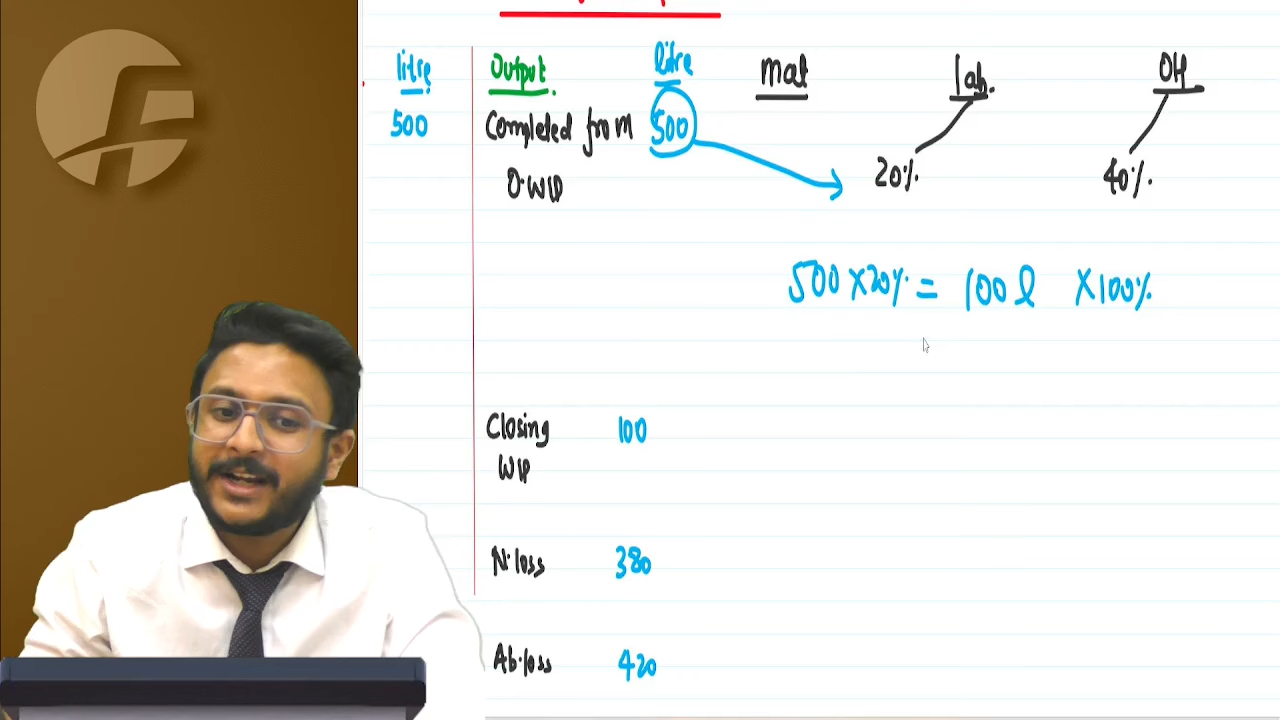 litre Output litre mat lab. OH
500 Completed from 500
O.WIP 20% 40%
500 X 20% = 100 l X 100%
Closing 100
WIP
N.loss 380
Ab.loss 420